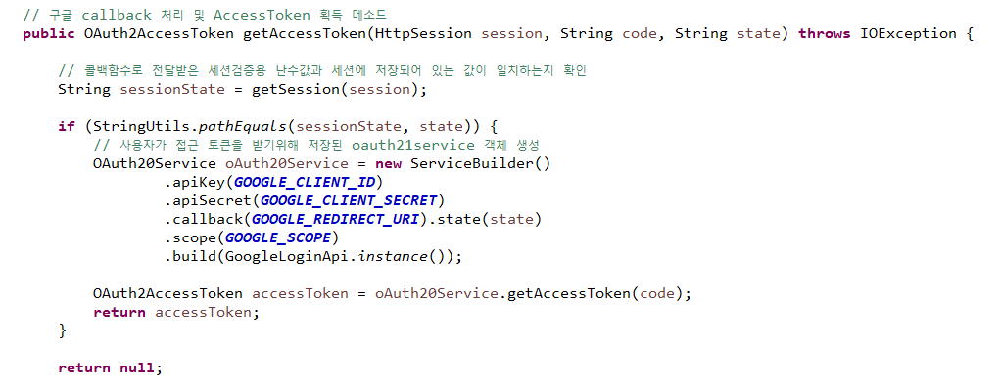 // 구글 callback 처리 및 AccessToken 획득 메소드
public OAuth2AccessToken getAccessToken(HttpSession session, String code, String state) throws IOException {
// 콜백함수로 전달받은 세션검증용 난수값과 세션에 저장되어 있는 값이 일치하는지 확인
String sessionState = getSession(session);
if (StringUtils.pathEquals(sessionState, state)) {
// 사용자가 접근 토큰을 받기위해 저장된 oauth21service 객체 생성
OAuth20Service oAuth20Service = new ServiceBuilder()
.apiKey(GOOGLE_CLIENT_ID)
.apiSecret(GOOGLE_CLIENT_SECRET)
.callback(GOOGLE_REDIRECT_URI).state(state)
.scope(GOOGLE_SCOPE)
.build(GoogleLoginApi.instance());
OAuth2AccessToken accessToken = oAuth20Service.getAccessToken(code);
return accessToken;
}
return null;